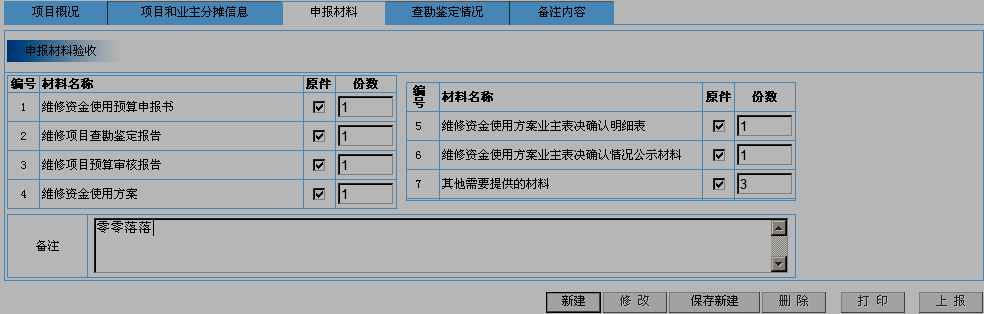 项目概况 项目和业主分摊信息 申报材料 查勘鉴定情况 备注内容
申报材料验收
编号 材料名称 原件 份数
1 维修资金使用预算申报书 1
2 维修项目查勘鉴定报告 1
3 维修项目预算审核报告 1
4 维修资金使用方案 1
编号 材料名称 原件 份数
5 维修资金使用方案业主表决确认明细表 1
6 维修资金使用方案业主表决确认情况公示材料 1
7 其他需要提供的材料 3
备注 零零落落
新建 修改 保存新建 删除 打印 上报